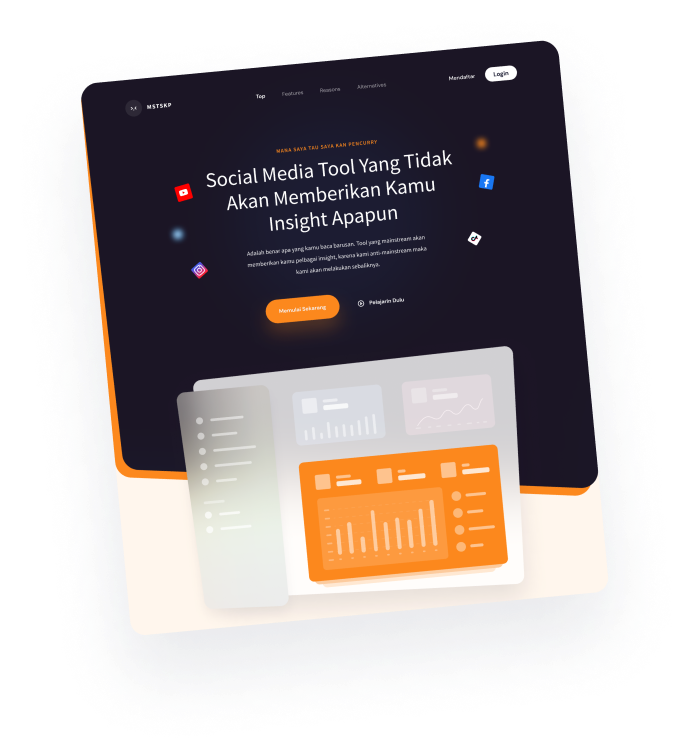 MSTSKP
Top
Features
Reasons
Alternatives
Mendaftar
Login
MANA SAYA TAU SAYA KAN PENCURRY
Social Media Tool Yang Tidak
Akan Memberikan Kamu
Insight Apapun
Adalah benar apa yang kamu baca barusan. Tool yang mainstream akan
memberikan kamu pelbagai insight, karena kami anti-mainstream maka
kami akan melakukan sebaliknya.
Memulai Sekarang
Pelajarin Dulu